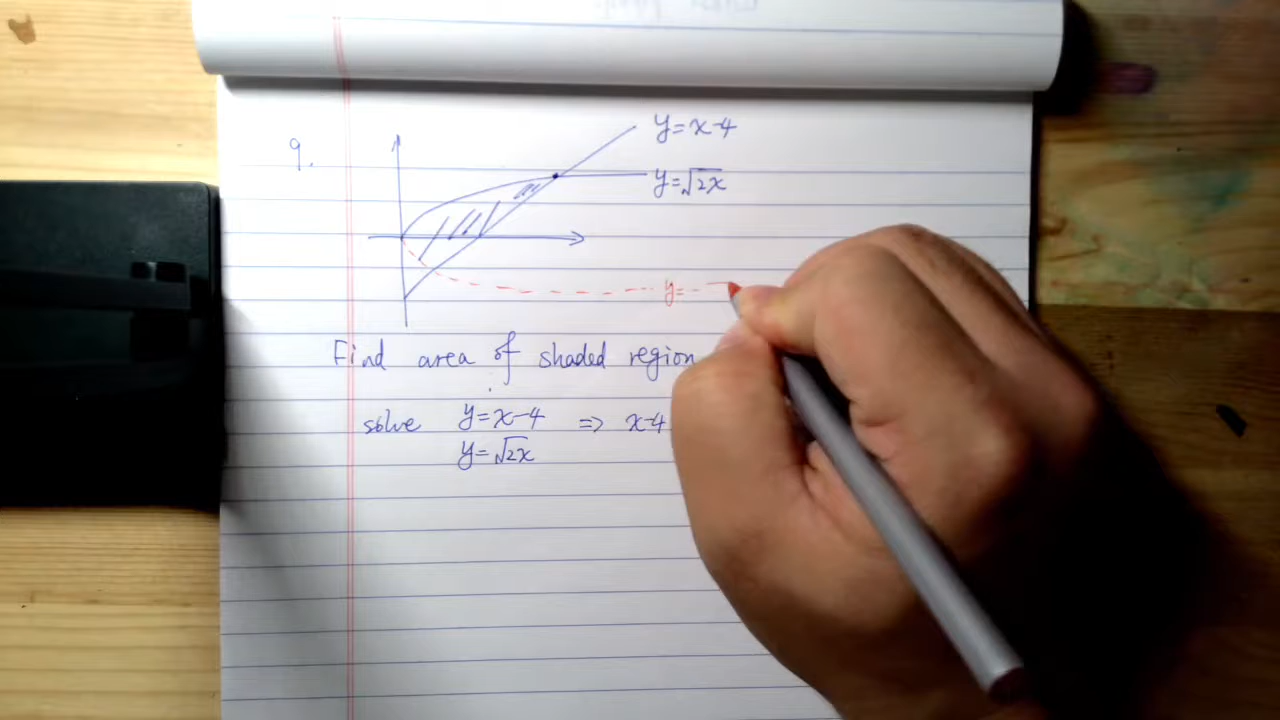 9.
y=x-4
y=√2x
y=
Find area of shaded region
solve y=x-4 => x-4
y=√2x